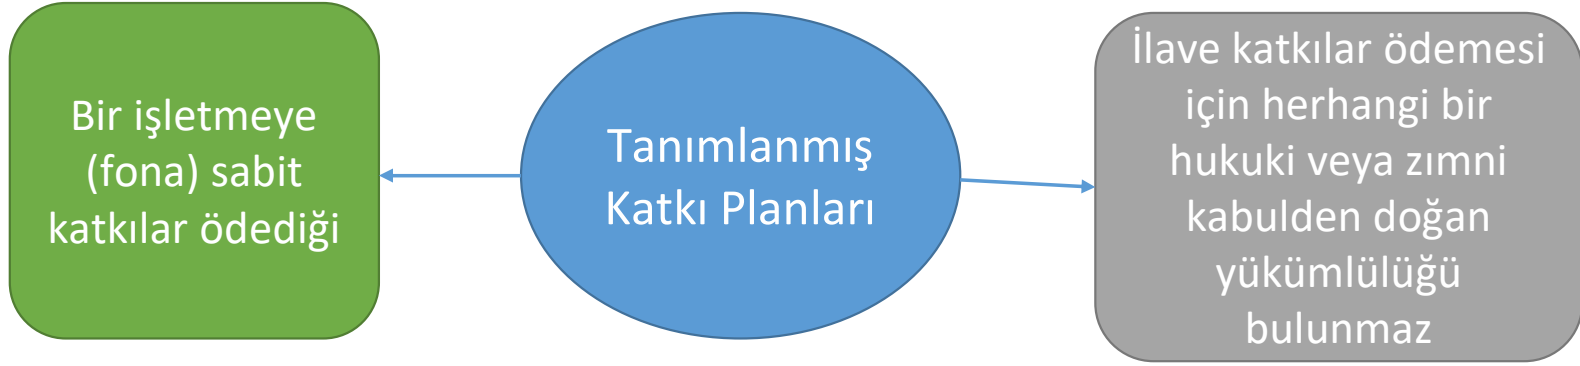 Bir işletmeye
(fona) sabit
katkılar ödediği
Tanımlanmış
Katkı Planları
İlave katkılar ödemesi
için herhangi bir
hukuki veya zımni
kabulden doğan
yükümlülüğü
bulunmaz